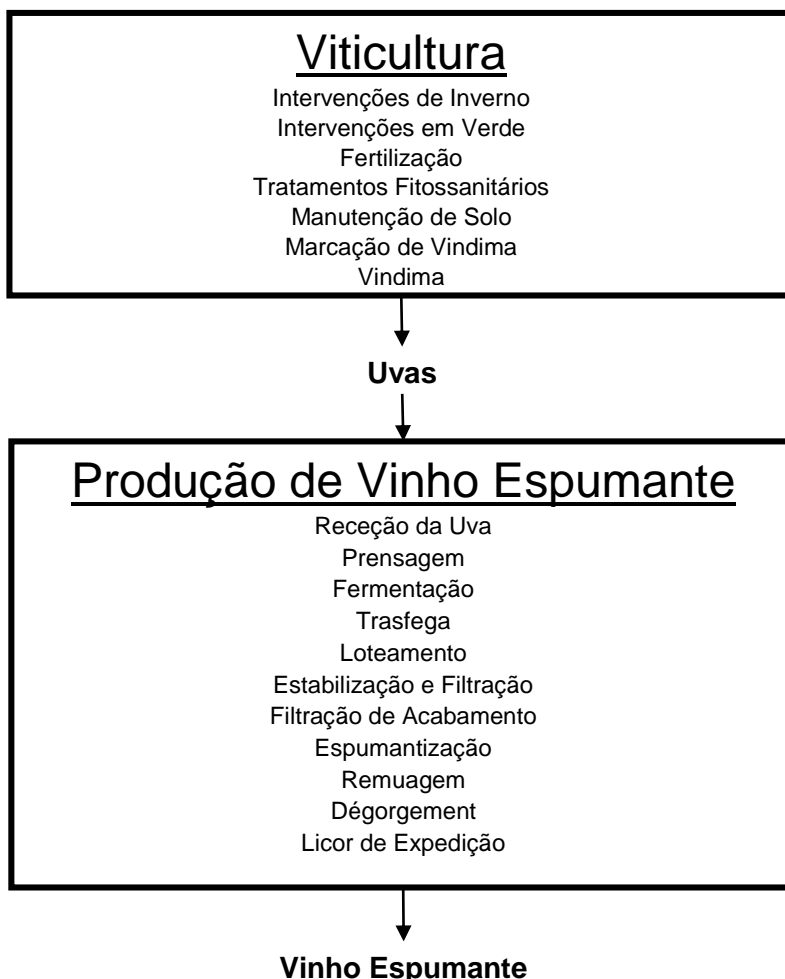 Viticultura
Intervenções de Inverno
Intervenções em Verde
Fertilização
Tratamentos Fitossanitários
Manutenção de Solo
Marcação de Vindima
Vindima
Uvas
Produção de Vinho Espumante
Receção da Uva
Prensagem
Fermentação
Trasfega
Loteamento
Estabilização e Filtração
Filtração de Acabamento
Espumantização
Remuagem
Dégorgement
Licor de Expedição
Vinho Espumante